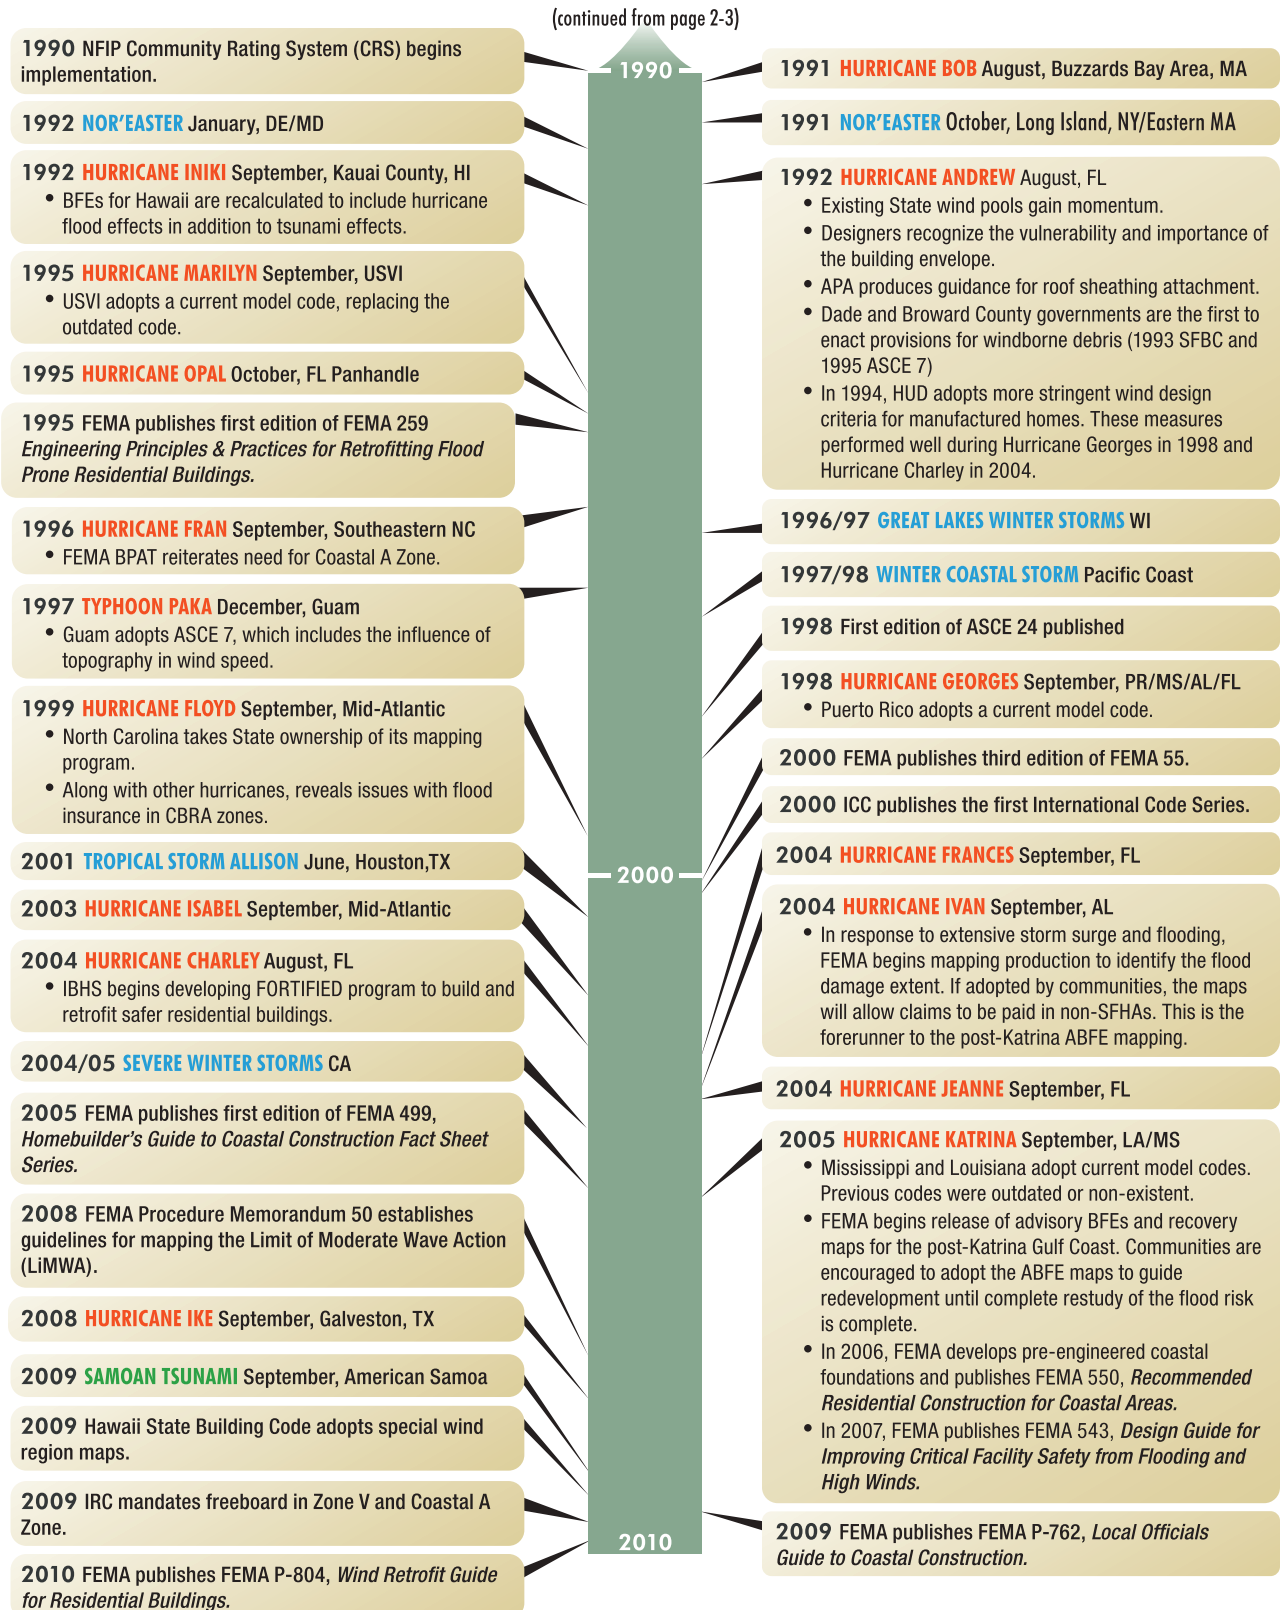 (continued from page 2-3)
1990 NFIP Community Rating System (CRS) begins
implementation.
1992 NOR'EASTER January, DE/MD
1992 HURRICANE INIKI September, Kauai County, HI
• BFEs for Hawaii are recalculated to include hurricane
flood effects in addition to tsunami effects.
1995 HURRICANE MARILYN September, USVI
• USVI adopts a current model code, replacing the
outdated code.
1995 HURRICANE OPAL October, FL Panhandle
1995 FEMA publishes first edition of FEMA 259
Engineering Principles & Practices for Retrofitting Flood
Prone Residential Buildings.
1996 HURRICANE FRAN September, Southeastern NC
• FEMA BPAT reiterates need for Coastal A Zone.
1997 TYPHOON PAKA December, Guam
• Guam adopts ASCE 7, which includes the influence of
topography in wind speed.
1999 HURRICANE FLOYD September, Mid-Atlantic
• North Carolina takes State ownership of its mapping
program.
• Along with other hurricanes, reveals issues with flood
insurance in CBRA zones.
2001 TROPICAL STORM ALLISON June, Houston,TX
2003 HURRICANE ISABEL September, Mid-Atlantic
2004 HURRICANE CHARLEY August, FL
• IBHS begins developing FORTIFIED program to build and
retrofit safer residential buildings.
2004/05 SEVERE WINTER STORMS CA
2005 FEMA publishes first edition of FEMA 499,
Homebuilder's Guide to Coastal Construction Fact Sheet
Series.
2008 FEMA Procedure Memorandum 50 establishes
guidelines for mapping the Limit of Moderate Wave Action
(LiMWA).
2008 HURRICANE IKE September, Galveston, TX
2009 SAMOAN TSUNAMI September, American Samoa
2009 Hawaii State Building Code adopts special wind
region maps.
2009 IRC mandates freeboard in Zone V and Coastal A
Zone.
2010 FEMA publishes FEMA P-804, Wind Retrofit Guide
for Residential Buildings.
1990
2000
2010
1991 HURRICANE BOB August, Buzzards Bay Area, MA
1991 NOR'EASTER October, Long Island, NY/Eastern MA
1992 HURRICANE ANDREW August, FL
• Existing State wind pools gain momentum.
• Designers recognize the vulnerability and importance of
the building envelope.
• APA produces guidance for roof sheathing attachment.
• Dade and Broward County governments are the first to
enact provisions for windborne debris (1993 SFBC and
1995 ASCE 7)
• In 1994, HUD adopts more stringent wind design
criteria for manufactured homes. These measures
performed well during Hurricane Georges in 1998 and
Hurricane Charley in 2004.
1996/97 GREAT LAKES WINTER STORMS WI
1997/98 WINTER COASTAL STORM Pacific Coast
1998 First edition of ASCE 24 published
1998 HURRICANE GEORGES September, PR/MS/AL/FL
• Puerto Rico adopts a current model code.
2000 FEMA publishes third edition of FEMA 55.
2000 ICC publishes the first International Code Series.
2004 HURRICANE FRANCES September, FL
2004 HURRICANE IVAN September, AL
• In response to extensive storm surge and flooding,
FEMA begins mapping production to identify the flood
damage extent. If adopted by communities, the maps
will allow claims to be paid in non-SFHAs. This is the
forerunner to the post-Katrina ABFE mapping.
2004 HURRICANE JEANNE September, FL
2005 HURRICANE KATRINA September, LA/MS
• Mississippi and Louisiana adopt current model codes.
Previous codes were outdated or non-existent.
• FEMA begins release of advisory BFEs and recovery
maps for the post-Katrina Gulf Coast. Communities are
encouraged to adopt the ABFE maps to guide
redevelopment until complete restudy of the flood risk
is complete.
• In 2006, FEMA develops pre-engineered coastal
foundations and publishes FEMA 550, Recommended
Residential Construction for Coastal Areas.
• In 2007, FEMA publishes FEMA 543, Design Guide for
Improving Critical Facility Safety from Flooding and
High Winds.
2009 FEMA publishes FEMA P-762, Local Officials
Guide to Coastal Construction.